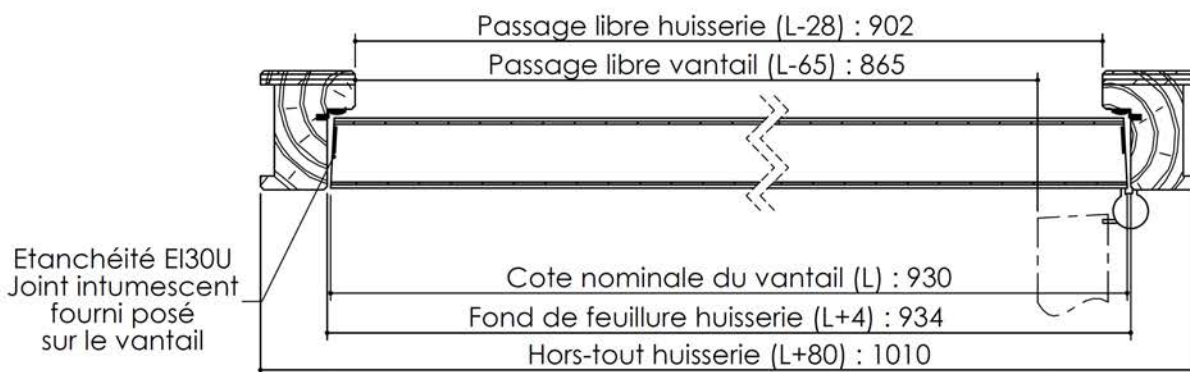 Passage libre huisserie (L-28) : 902
Passage libre vantail (L-65) : 865
Etanchéité EI30U
Joint intumescent
fourni posé
sur le vantail
Cote nominale du vantail (L) : 930
Fond de feuillure huisserie (L+4) : 934
Hors-tout huisserie (L+80) : 1010